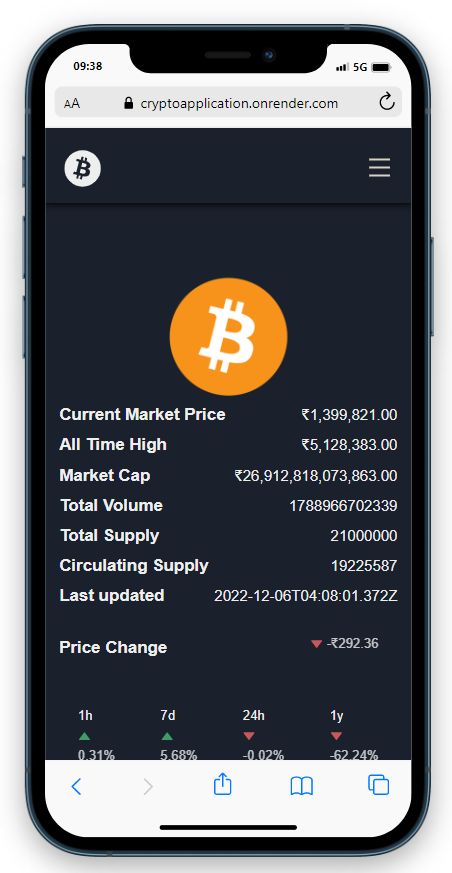 09:38 5G
AA cryptoapplication.onrender.com
Current Market Price ₹1,399,821.00
All Time High ₹5,128,383.00
Market Cap ₹26,912,818,073,863.00
Total Volume 1788966702339
Total Supply 21000000
Circulating Supply 19225587
Last updated 2022-12-06T04:08:01.372Z
Price Change -₹292.36
1h 7d 24h 1y
0.31% 5.68% -0.02% -62.24%